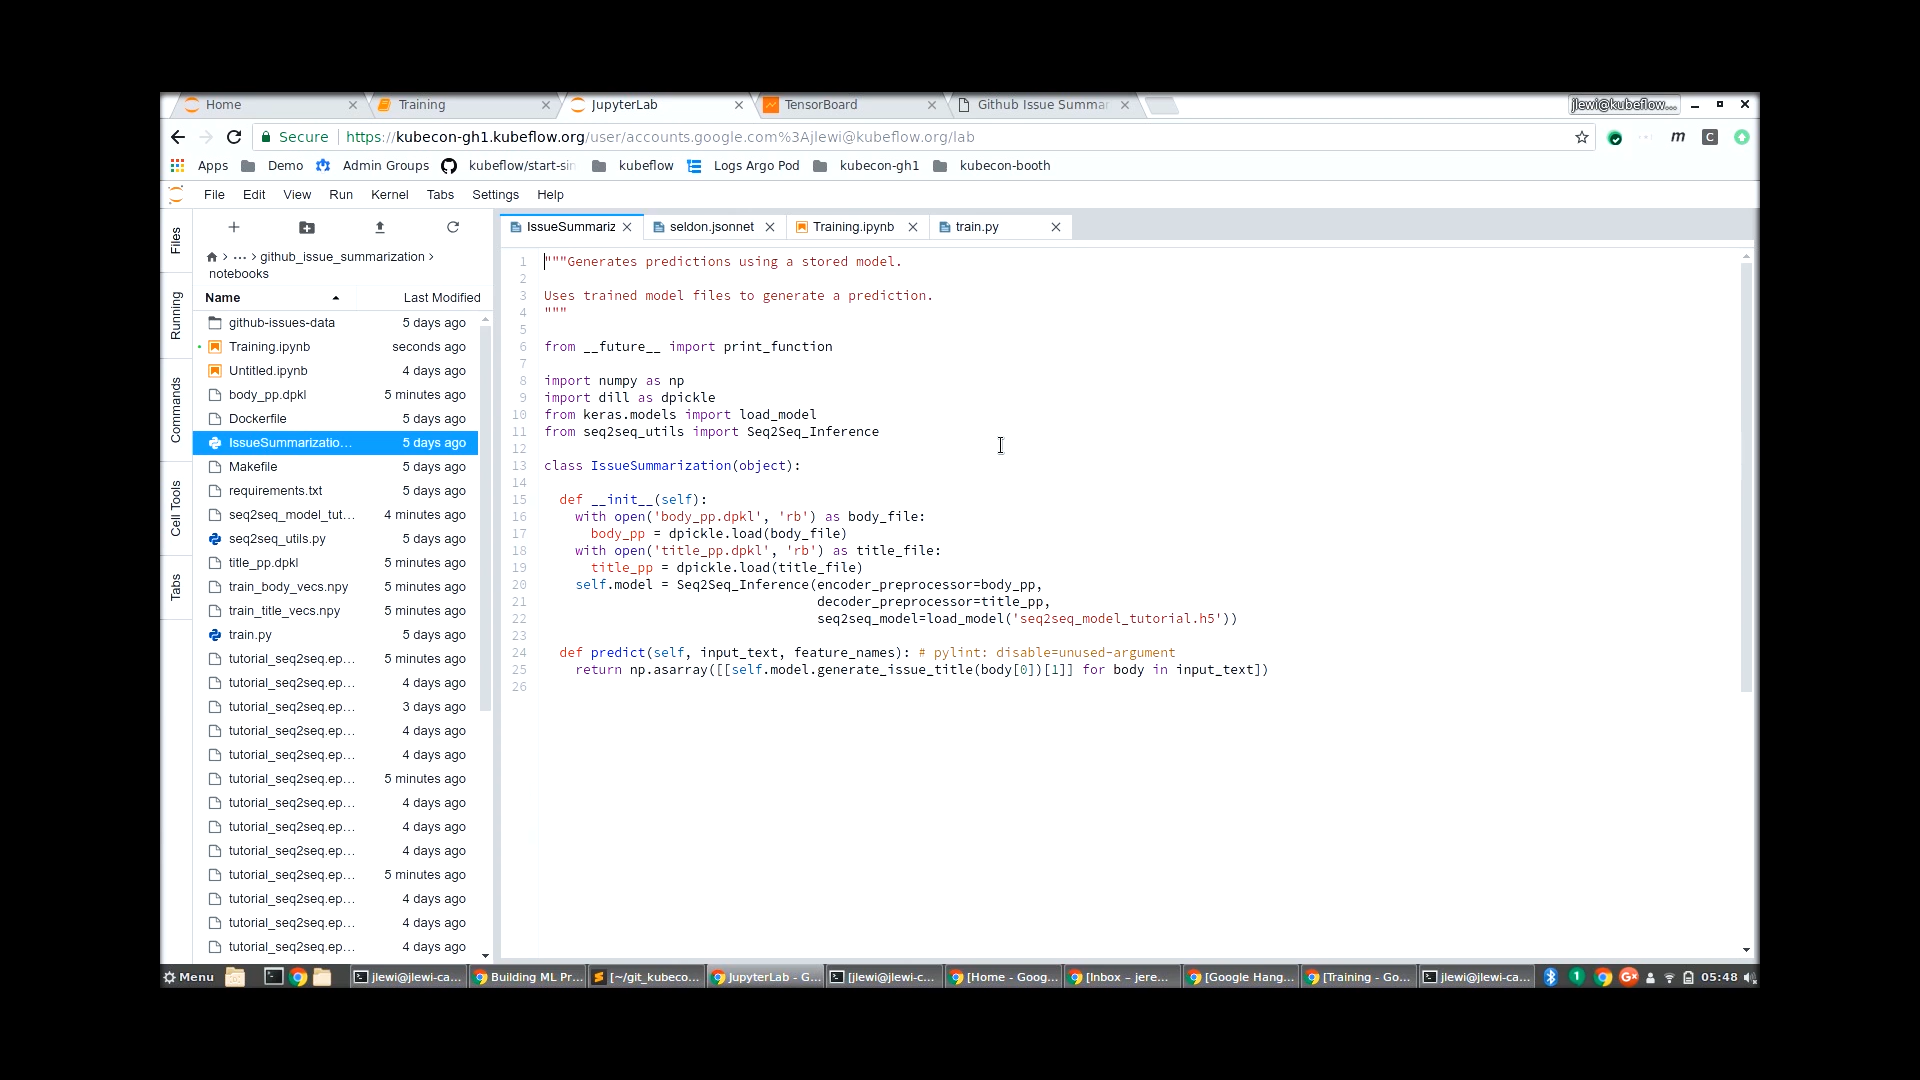 Home
Training
JupyterLab
TensorBoard
Github Issue Summar
jlewi@kubeflow...
Secure https://kubecon-gh1.kubeflow.org/user/accounts.google.com%3Ajlewi@kubeflow.org/lab
Apps Demo Admin Groups kubeflow/start-sin kubeflow Logs Argo Pod kubecon-gh1 kubecon-booth
File Edit View Run Kernel Tabs Settings Help
Files
Running
Commands
Cell Tools
Tabs
> ... > github_issue_summarization >
notebooks
Name Last Modified
github-issues-data 5 days ago
Training.ipynb seconds ago
Untitled.ipynb 4 days ago
body_pp.dpkl 5 minutes ago
Dockerfile 5 days ago
IssueSummarizatio... 5 days ago
Makefile 5 days ago
requirements.txt 5 days ago
seq2seq_model_tut... 4 minutes ago
seq2seq_utils.py 5 days ago
title_pp.dpkl 5 minutes ago
train_body_vecs.npy 5 minutes ago
train_title_vecs.npy 5 minutes ago
train.py 5 days ago
tutorial_seq2seq.ep... 5 minutes ago
tutorial_seq2seq.ep... 4 days ago
tutorial_seq2seq.ep... 3 days ago
tutorial_seq2seq.ep... 4 days ago
tutorial_seq2seq.ep... 4 days ago
tutorial_seq2seq.ep... 5 minutes ago
tutorial_seq2seq.ep... 4 days ago
tutorial_seq2seq.ep... 4 days ago
tutorial_seq2seq.ep... 4 days ago
tutorial_seq2seq.ep... 5 minutes ago
tutorial_seq2seq.ep... 4 days ago
tutorial_seq2seq.ep... 4 days ago
tutorial_seq2seq.ep... 4 days ago
IssueSummariz seldon.jsonnet Training.ipynb train.py
1 """Generates predictions using a stored model.
2
3 Uses trained model files to generate a prediction.
4 """
5
6 from __future__ import print_function
7
8 import numpy as np
9 import dill as dpickle
10 from keras.models import load_model
11 from seq2seq_utils import Seq2Seq_Inference
12
13 class IssueSummarization(object):
14
15   def __init__(self):
16     with open('body_pp.dpkl', 'rb') as body_file:
17       body_pp = dpickle.load(body_file)
18     with open('title_pp.dpkl', 'rb') as title_file:
19       title_pp = dpickle.load(title_file)
20     self.model = Seq2Seq_Inference(encoder_preprocessor=body_pp,
21                                    decoder_preprocessor=title_pp,
22                                    seq2seq_model=load_model('seq2seq_model_tutorial.h5'))
23
24   def predict(self, input_text, feature_names): # pylint: disable=unused-argument
25     return np.asarray([[self.model.generate_issue_title(body[0])[1]] for body in input_text])
26
Menu jlewi@jlewi-ca... Building ML Pr... [~/git_kubeco... JupyterLab - G... [jlewi@jlewi-c... [Home - Goog... [Inbox – jere... [Google Hang... [Training - Go... jlewi@jlewi-ca... 1 G+ 05:48